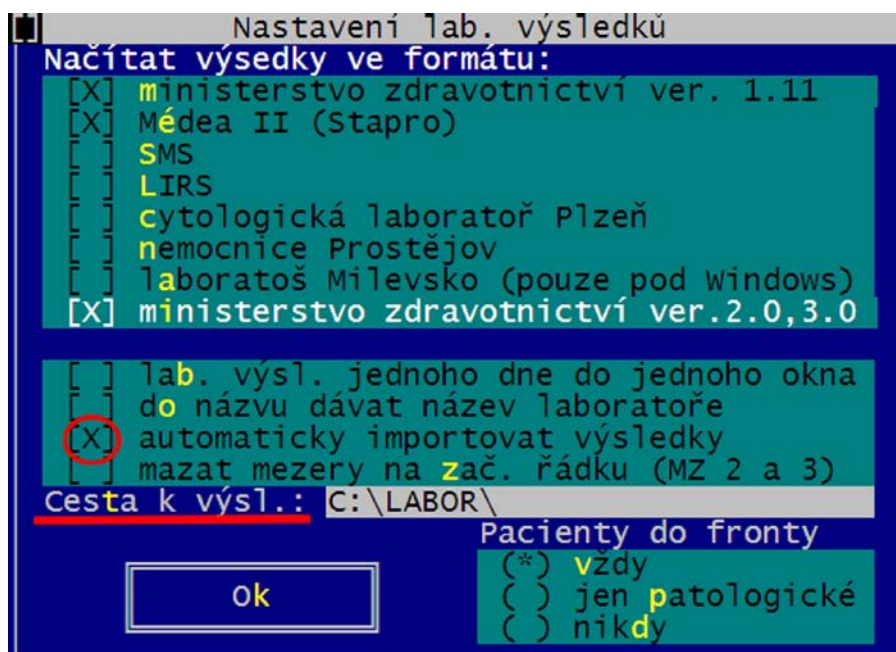 Nastavení lab. výsledků
Načítat výsedky ve formátu:
[X] ministerstvo zdravotnictví ver. 1.11
[X] Médea II (Stapro)
[ ] SMS
[ ] LIRS
[ ] cytologická laboratoř Plzeň
[ ] nemocnice Prostějov
[ ] laboratoš Milevsko (pouze pod Windows)
[X] ministerstvo zdravotnictví ver.2.0,3.0
[ ] lab. výsl. jednoho dne do jednoho okna
[ ] do názvu dávat název laboratoře
[X] automaticky importovat výsledky
[ ] mazat mezery na zač. řádku (MZ 2 a 3)
Cesta k výsl.: C:\LABOR\
Pacienty do fronty
(*) vždy
( ) jen patologické
( ) nikdy
Ok